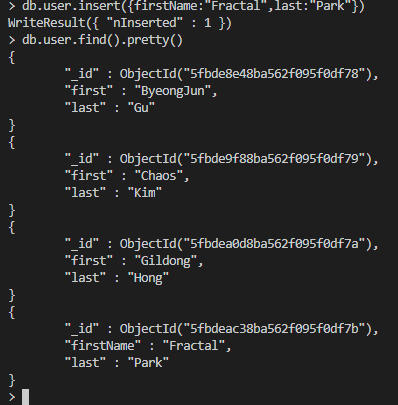 > db.user.insert({firstName:"Fractal",last:"Park"})
WriteResult({ "nInserted" : 1 })
> db.user.find().pretty()
{
        "_id" : ObjectId("5fbde8e48ba562f095f0df78"),
        "first" : "ByeongJun",
        "last" : "Gu"
}
{
        "_id" : ObjectId("5fbde9f88ba562f095f0df79"),
        "first" : "Chaos",
        "last" : "Kim"
}
{
        "_id" : ObjectId("5fbdea0d8ba562f095f0df7a"),
        "first" : "Gildong",
        "last" : "Hong"
}
{
        "_id" : ObjectId("5fbdeac38ba562f095f0df7b"),
        "firstName" : "Fractal",
        "last" : "Park"
}
>